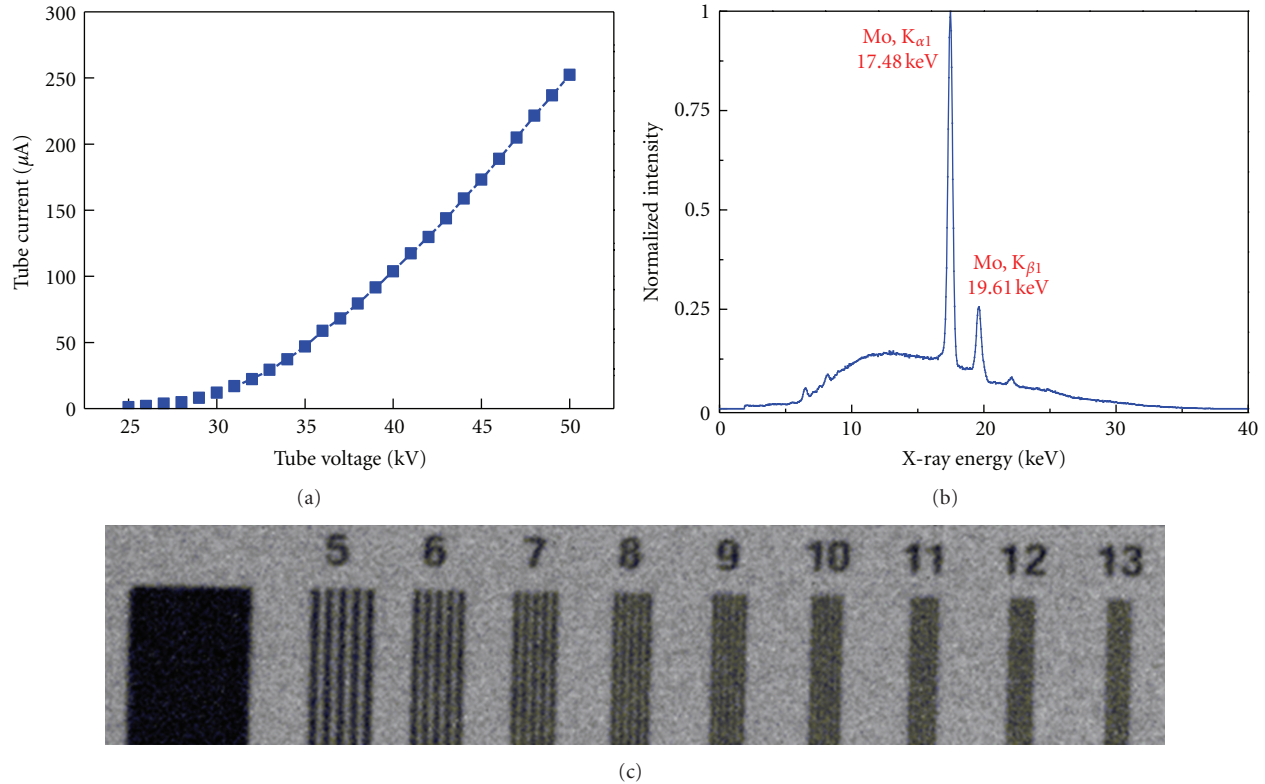 300
250
200
150
100
50
0
25 30 35 40 45 50
Tube current (μA)
Tube voltage (kV)
(a)
1
0.75
0.5
0.25
0
0 10 20 30 40
Normalized intensity
X-ray energy (keV)
Mo, Kα1
17.48 keV
Mo, Kβ1
19.61 keV
(b)
5 6 7 8 9 10 11 12 13
(c)